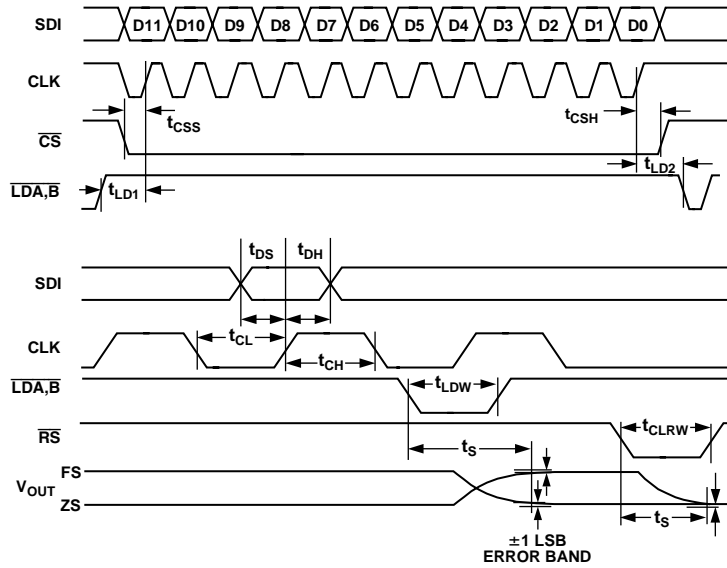 SDI D11 D10 D9 D8 D7 D6 D5 D4 D3 D2 D1 D0
CLK
tCSS tCSH
CS
tLD2
LDA,B tLD1
tDS tDH
SDI
CLK tCL
tCH
LDA,B tLDW
RS tCLRW
tS
FS
VOUT
ZS tS
±1 LSB
ERROR BAND